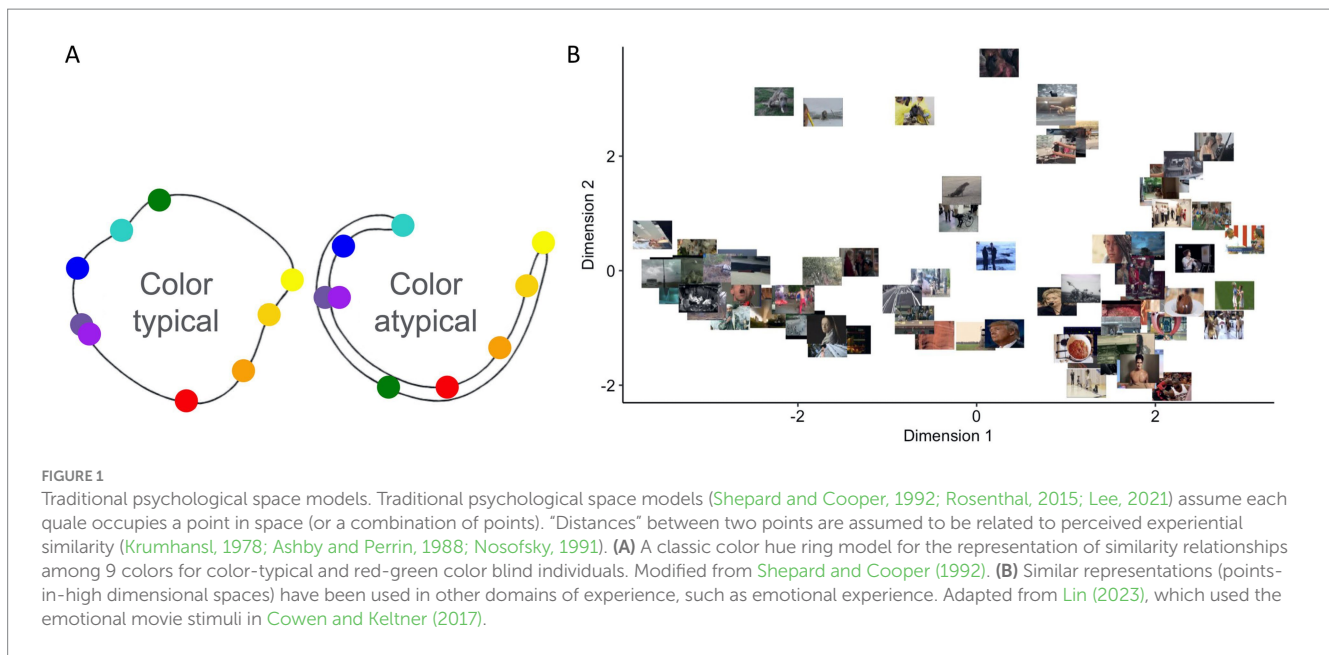 A
B
Color
typical
Color
atypical
2
0
-2
Dimension 2
-2
0
2
Dimension 1
FIGURE 1
Traditional psychological space models. Traditional psychological space models (Shepard and Cooper, 1992; Rosenthal, 2015; Lee, 2021) assume each
quale occupies a point in space (or a combination of points). “Distances” between two points are assumed to be related to perceived experiential
similarity (Krumhansl, 1978; Ashby and Perrin, 1988; Nosofsky, 1991). (A) A classic color hue ring model for the representation of similarity relationships
among 9 colors for color-typical and red-green color blind individuals. Modified from Shepard and Cooper (1992). (B) Similar representations (points-
in-high dimensional spaces) have been used in other domains of experience, such as emotional experience. Adapted from Lin (2023), which used the
emotional movie stimuli in Cowen and Keltner (2017).